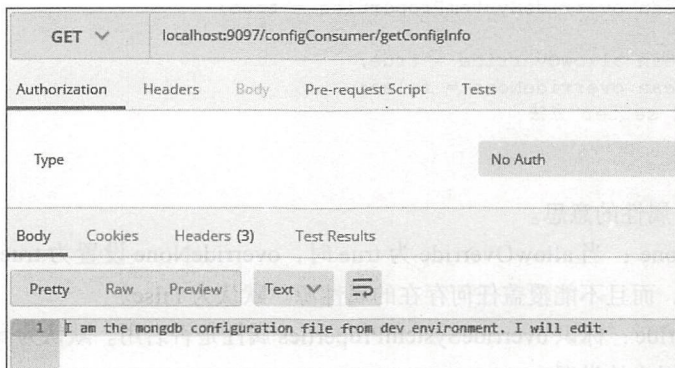 GET localhost:9097/configConsumer/getConfigInfo
Authorization Headers Body Pre-request Script Tests
Type No Auth
Body Cookies Headers (3) Test Results
Pretty Raw Preview Text
1 I am the mongdb configuration file from dev environment. I will edit.